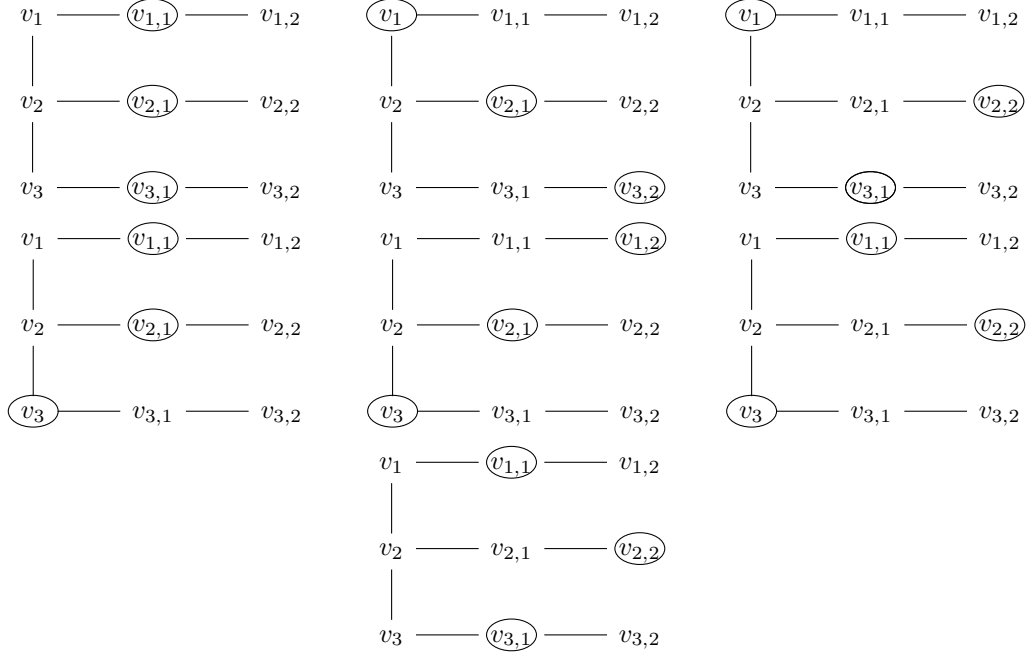 v₁ v₁,₁ v₁,₂ v₁ v₁,₁ v₁,₂ v₁ v₁,₁ v₁,₂
v₂ v₂,₁ v₂,₂ v₂ v₂,₁ v₂,₂ v₂ v₂,₁ v₂,₂
v₃ v₃,₁ v₃,₂ v₃ v₃,₁ v₃,₂ v₃ v₃,₁ v₃,₂
v₁ v₁,₁ v₁,₂ v₁ v₁,₁ v₁,₂ v₁ v₁,₁ v₁,₂
v₂ v₂,₁ v₂,₂ v₂ v₂,₁ v₂,₂ v₂ v₂,₁ v₂,₂
v₃ v₃,₁ v₃,₂ v₃ v₃,₁ v₃,₂ v₃ v₃,₁ v₃,₂
v₁ v₁,₁ v₁,₂
v₂ v₂,₁ v₂,₂
v₃ v₃,₁ v₃,₂